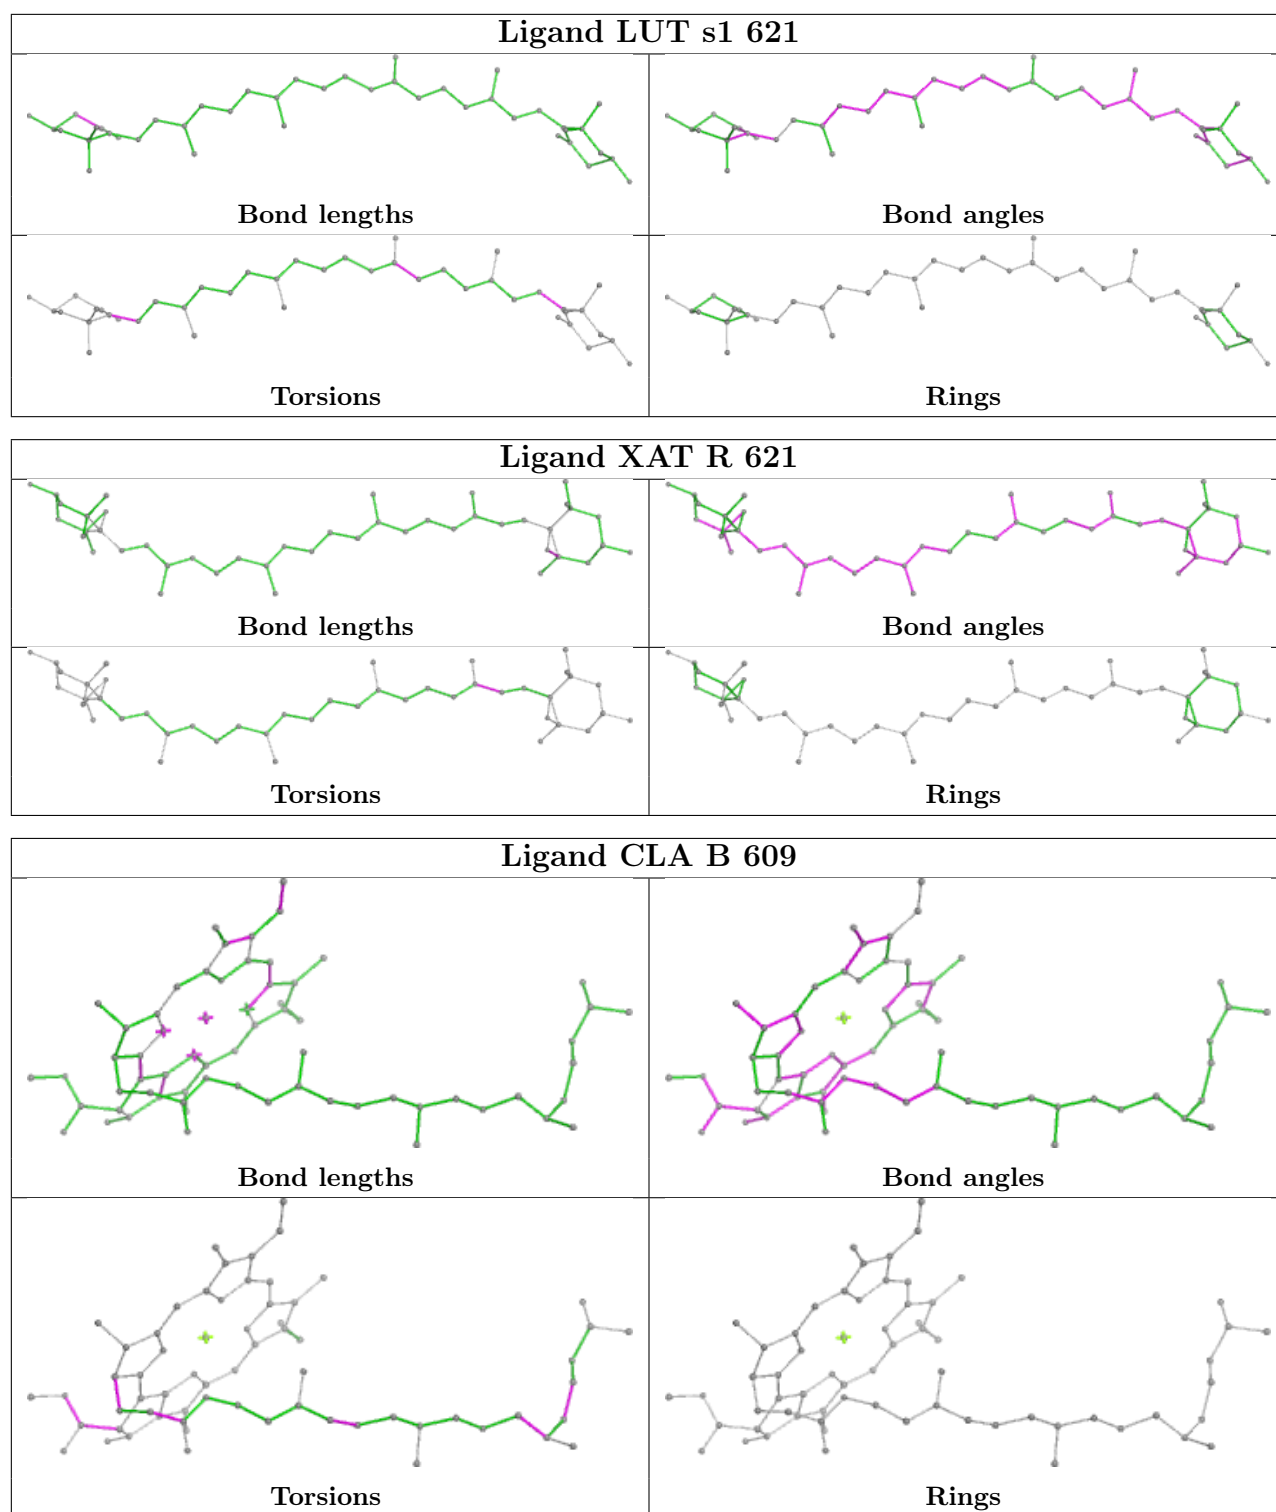 Ligand LUT s1 621
Bond lengths
Bond angles
Torsions
Rings
Ligand XAT R 621
Bond lengths
Bond angles
Torsions
Rings
Ligand CLA B 609
Bond lengths
Bond angles
Torsions
Rings